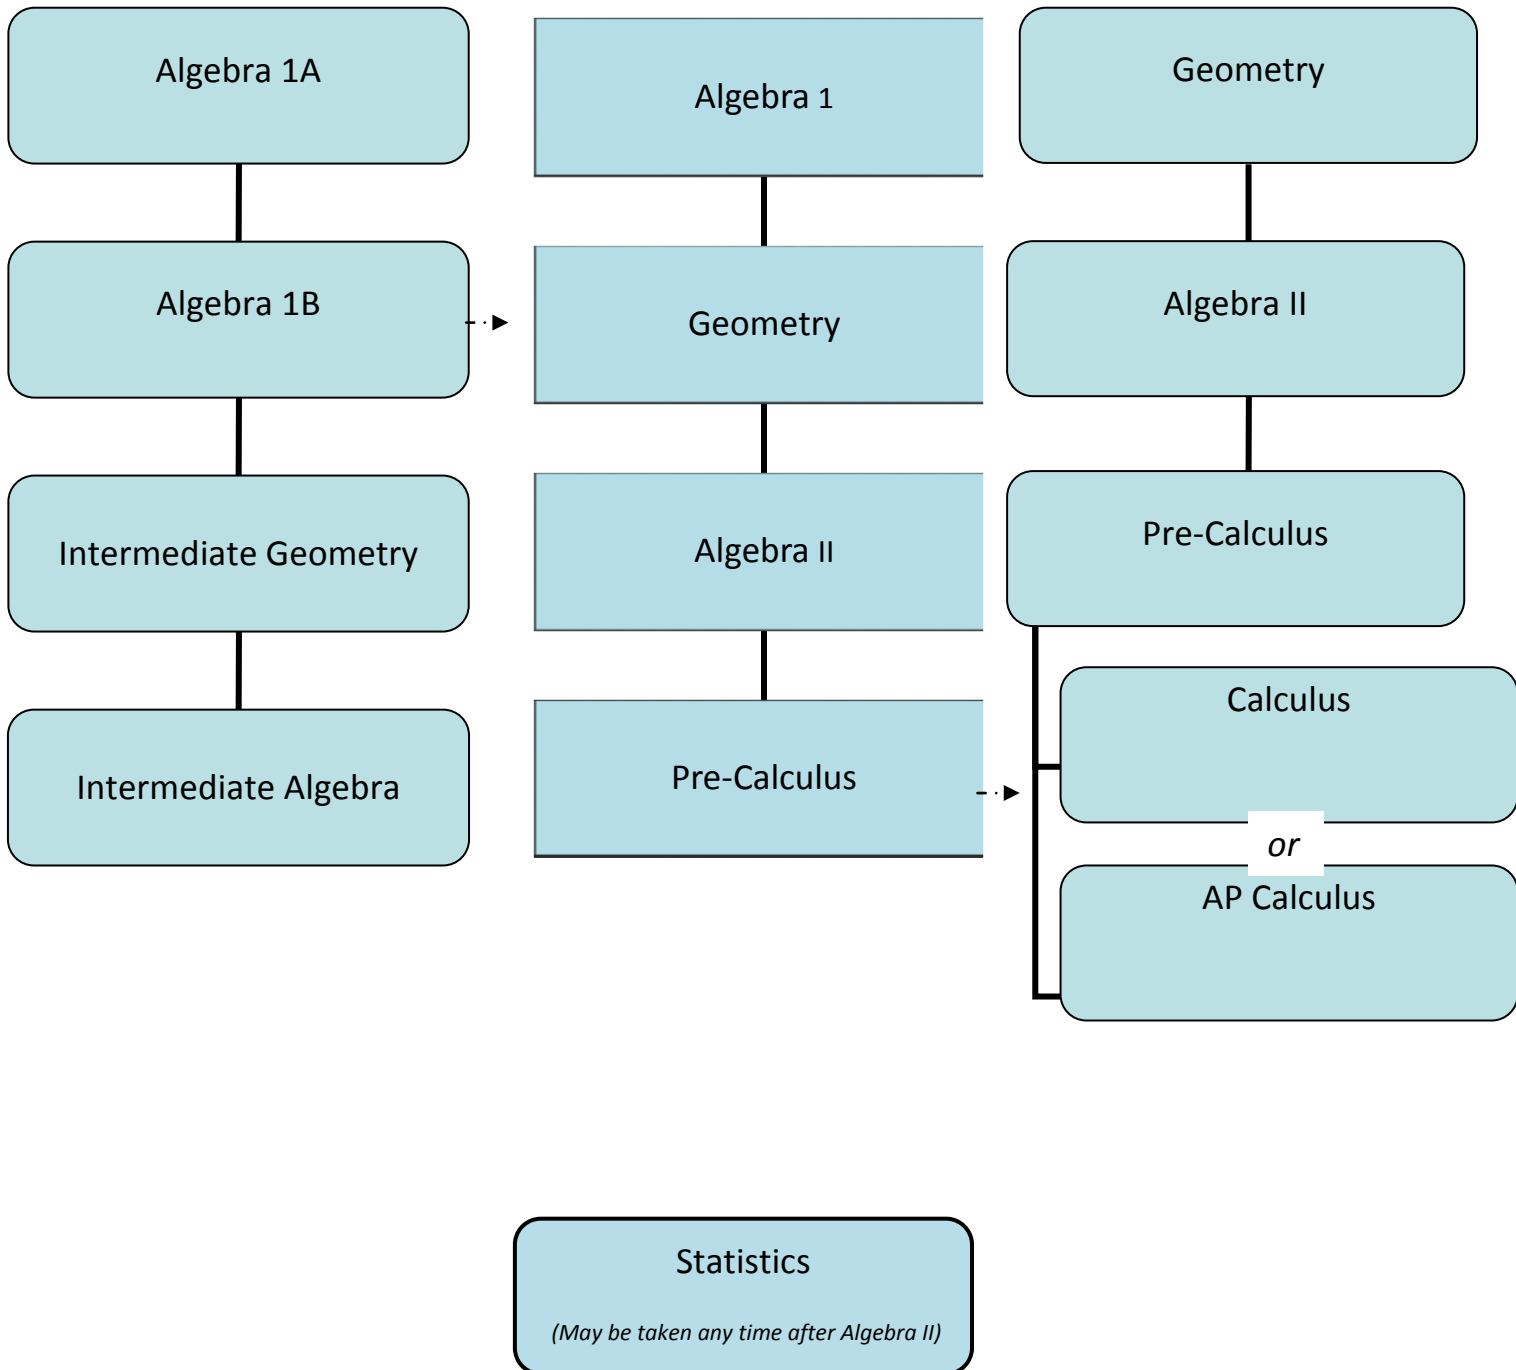 Algebra 1A
Algebra 1B
Intermediate Geometry
Intermediate Algebra
Algebra 1
Geometry
Algebra II
Pre-Calculus
Geometry
Algebra II
Pre-Calculus
Calculus
or
AP Calculus
Statistics
(May be taken any time after Algebra II)